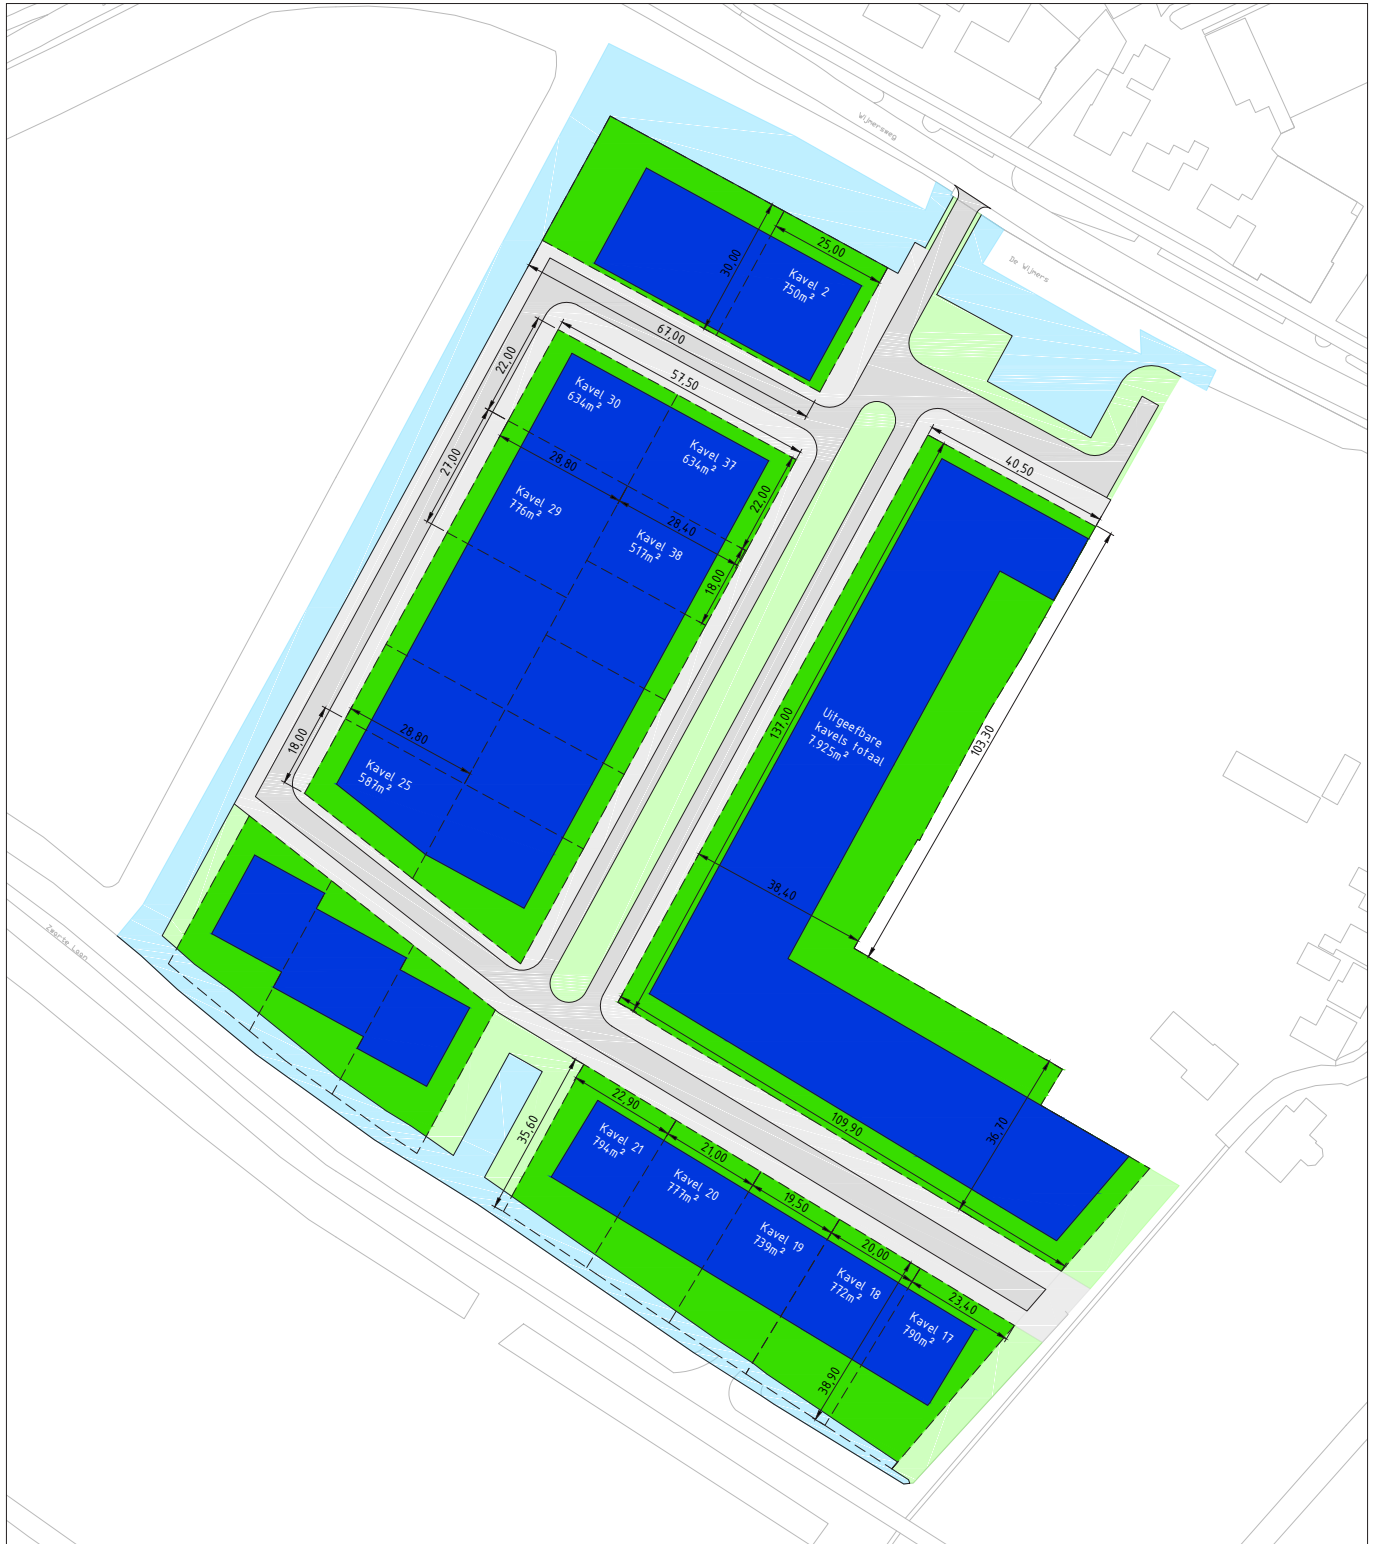 Wijmersweg
De Wijmers
25,00
30,00
Kavel 2
750m²
67,00
57,50
22,00
Kavel 30
634m²
Kavel 37
634m²
40,50
27,00
28,80
Kavel 29
776m²
28,40
22,00
Kavel 38
517m²
18,00
103,30
137,00
Uitgeefbare
kavels totaal
7.925m²
18,00
28,80
Kavel 25
587m²
38,40
Zwarte Laan
22,90
35,60
109,90
36,70
Kavel 21
794m²
21,00
Kavel 20
777m²
19,50
Kavel 19
739m²
20,00
Kavel 18
772m²
23,40
Kavel 17
790m²
38,90